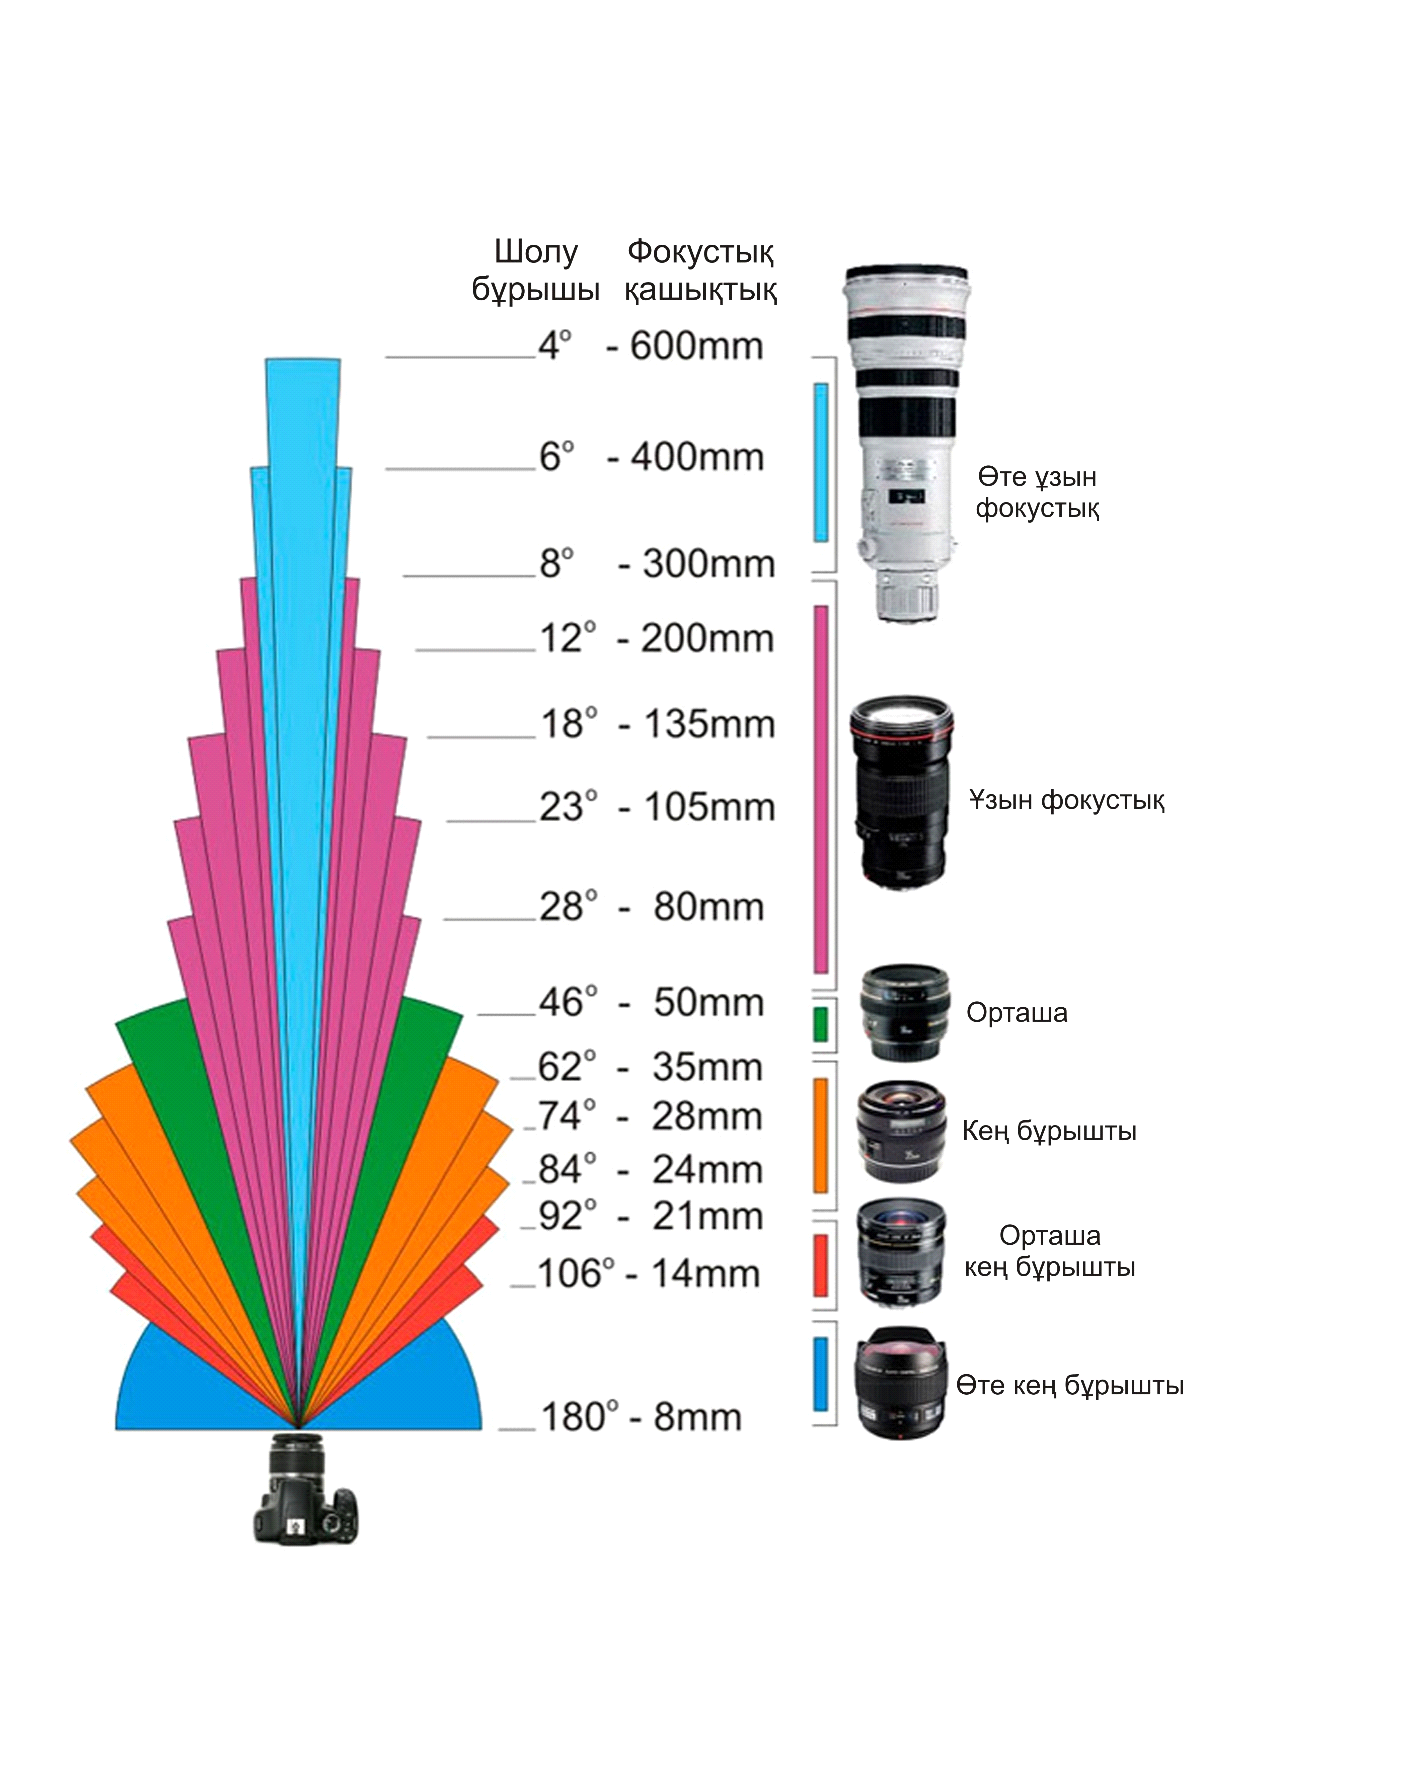 Шолу бұрышы
Фокустық қашықтық
4° - 600mm
6° - 400mm
8° - 300mm
12° - 200mm
18° - 135mm
23° - 105mm
28° - 80mm
46° - 50mm
62° - 35mm
74° - 28mm
84° - 24mm
92° - 21mm
106° - 14mm
180° - 8mm
Өте ұзын
фокустық
Ұзын фокустық
Орташа
Кең бұрышты
Орташа
кең бұрышты
Өте кең бұрышты